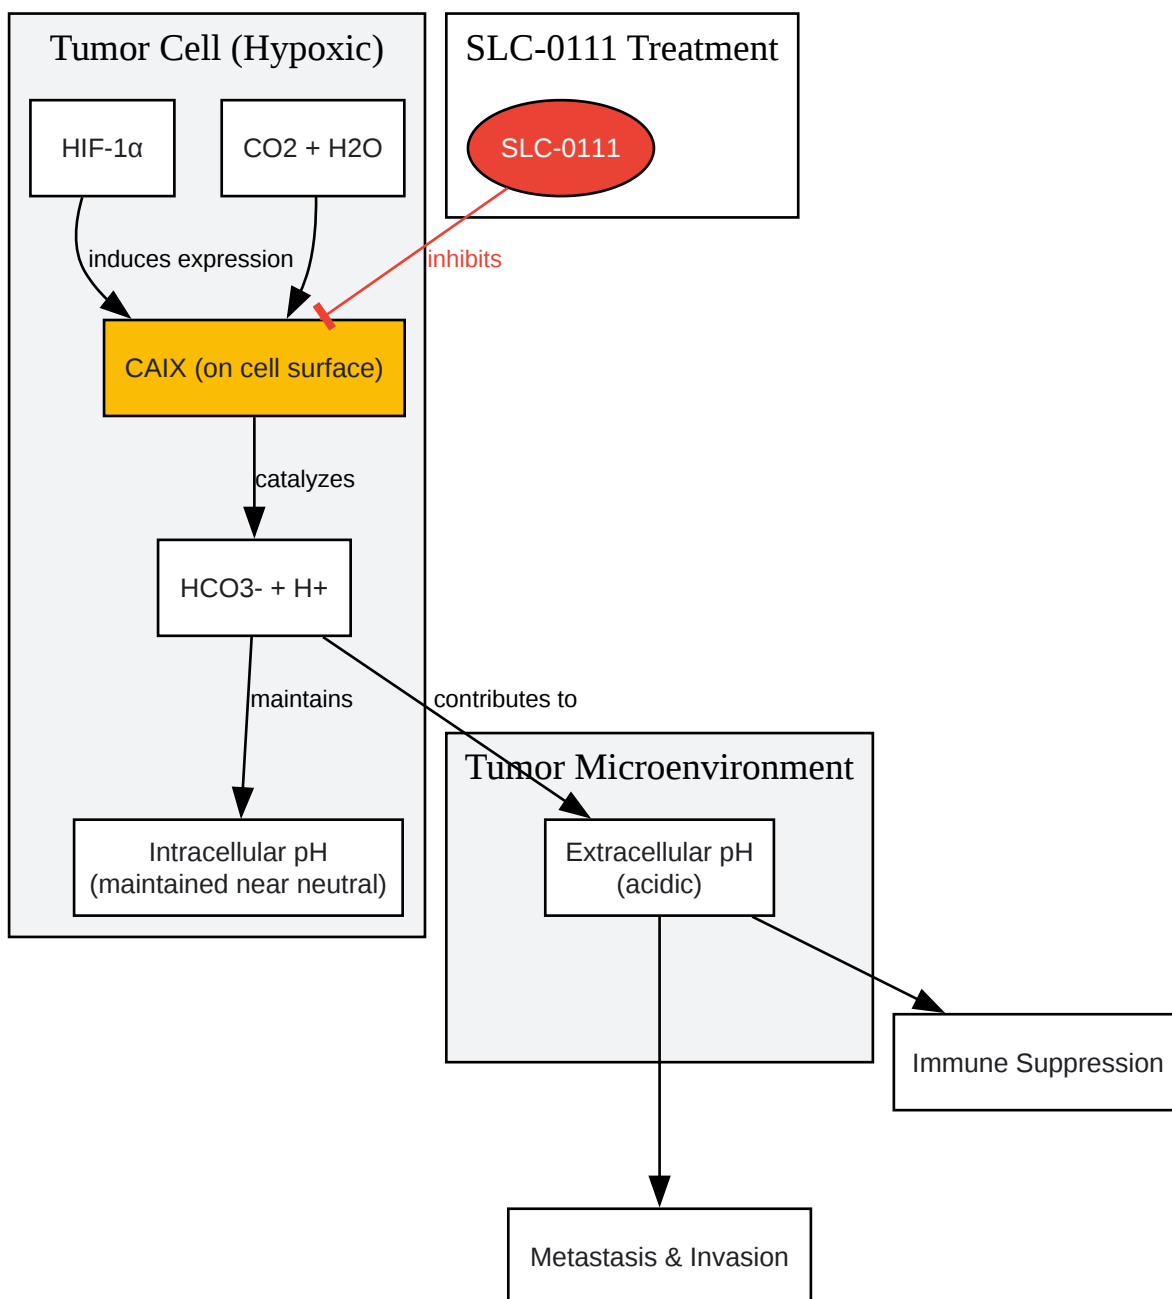 Tumor Cell (Hypoxic)
SLC-0111 Treatment
HIF-1α
CO2 + H2O
SLC-0111
induces expression
inhibits
CAIX (on cell surface)
catalyzes
HCO3- + H+
maintains
contributes to
Tumor Microenvironment
Intracellular pH
(maintained near neutral)
Extracellular pH
(acidic)
Immune Suppression
Metastasis & Invasion